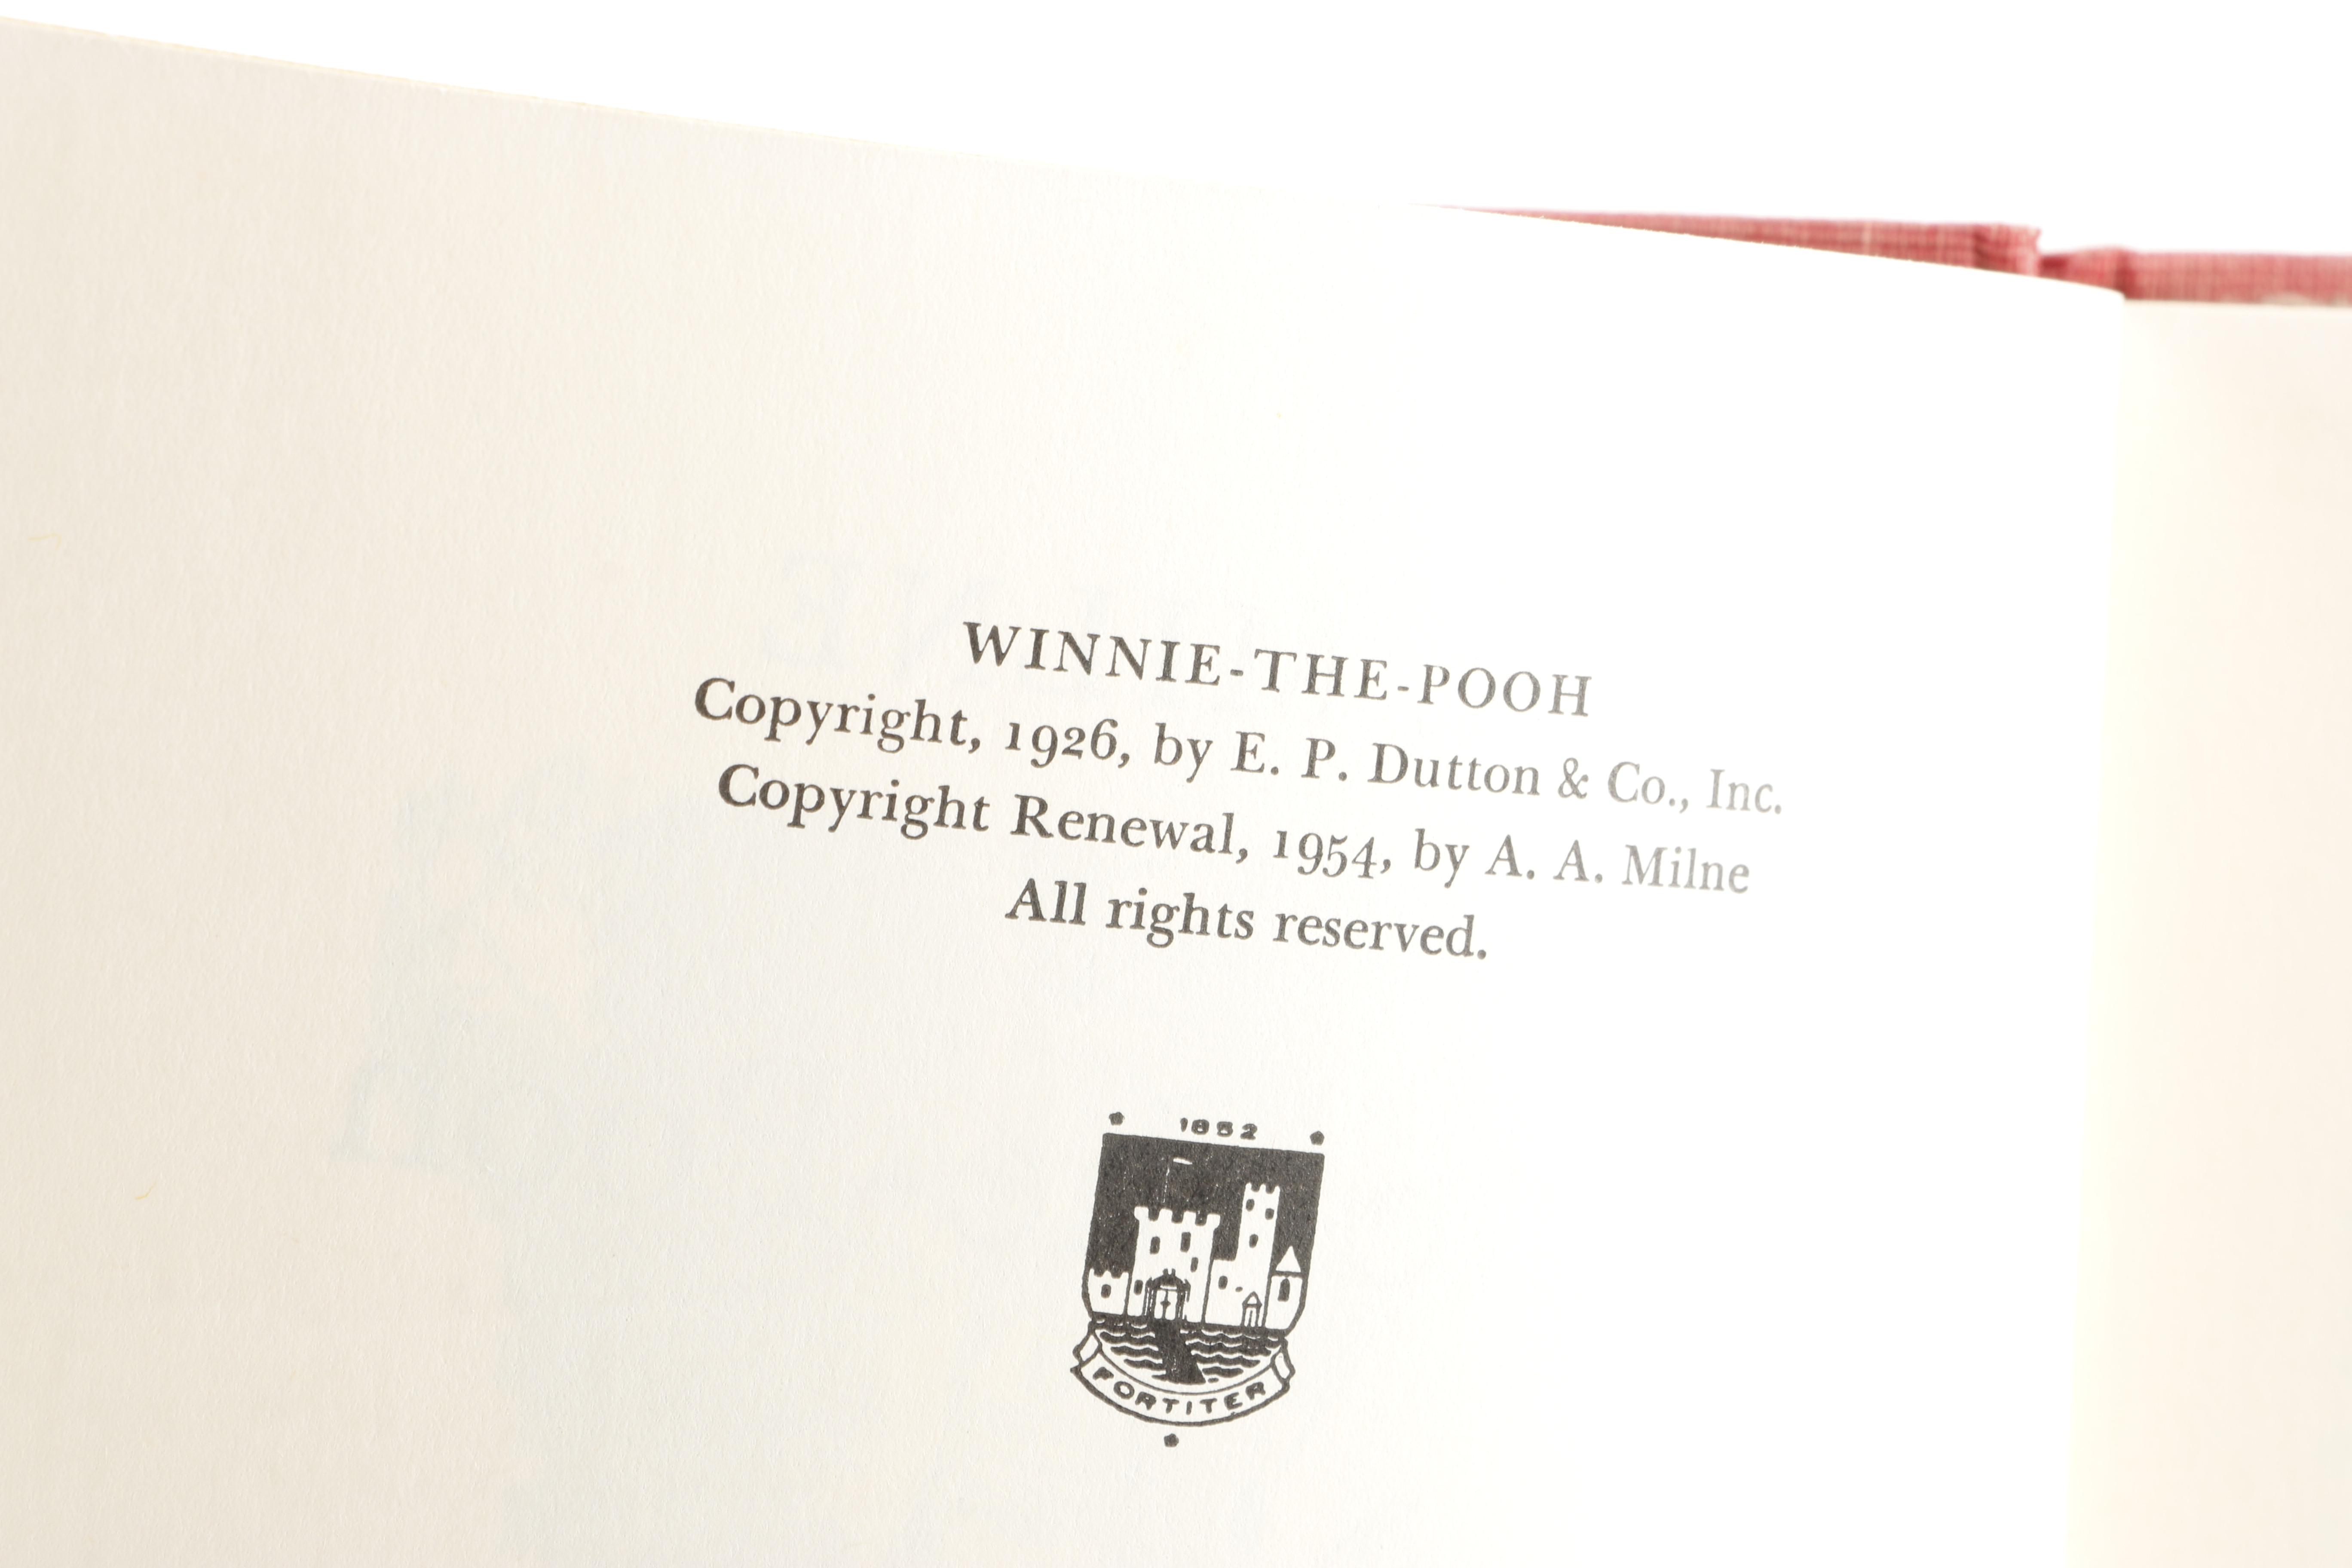 WINNIE-THE-POOH
Copyright, 1926, by E. P. Dutton & Co., Inc.
Copyright Renewal, 1954, by A. A. Milne
All rights reserved.
1852
FORTITER